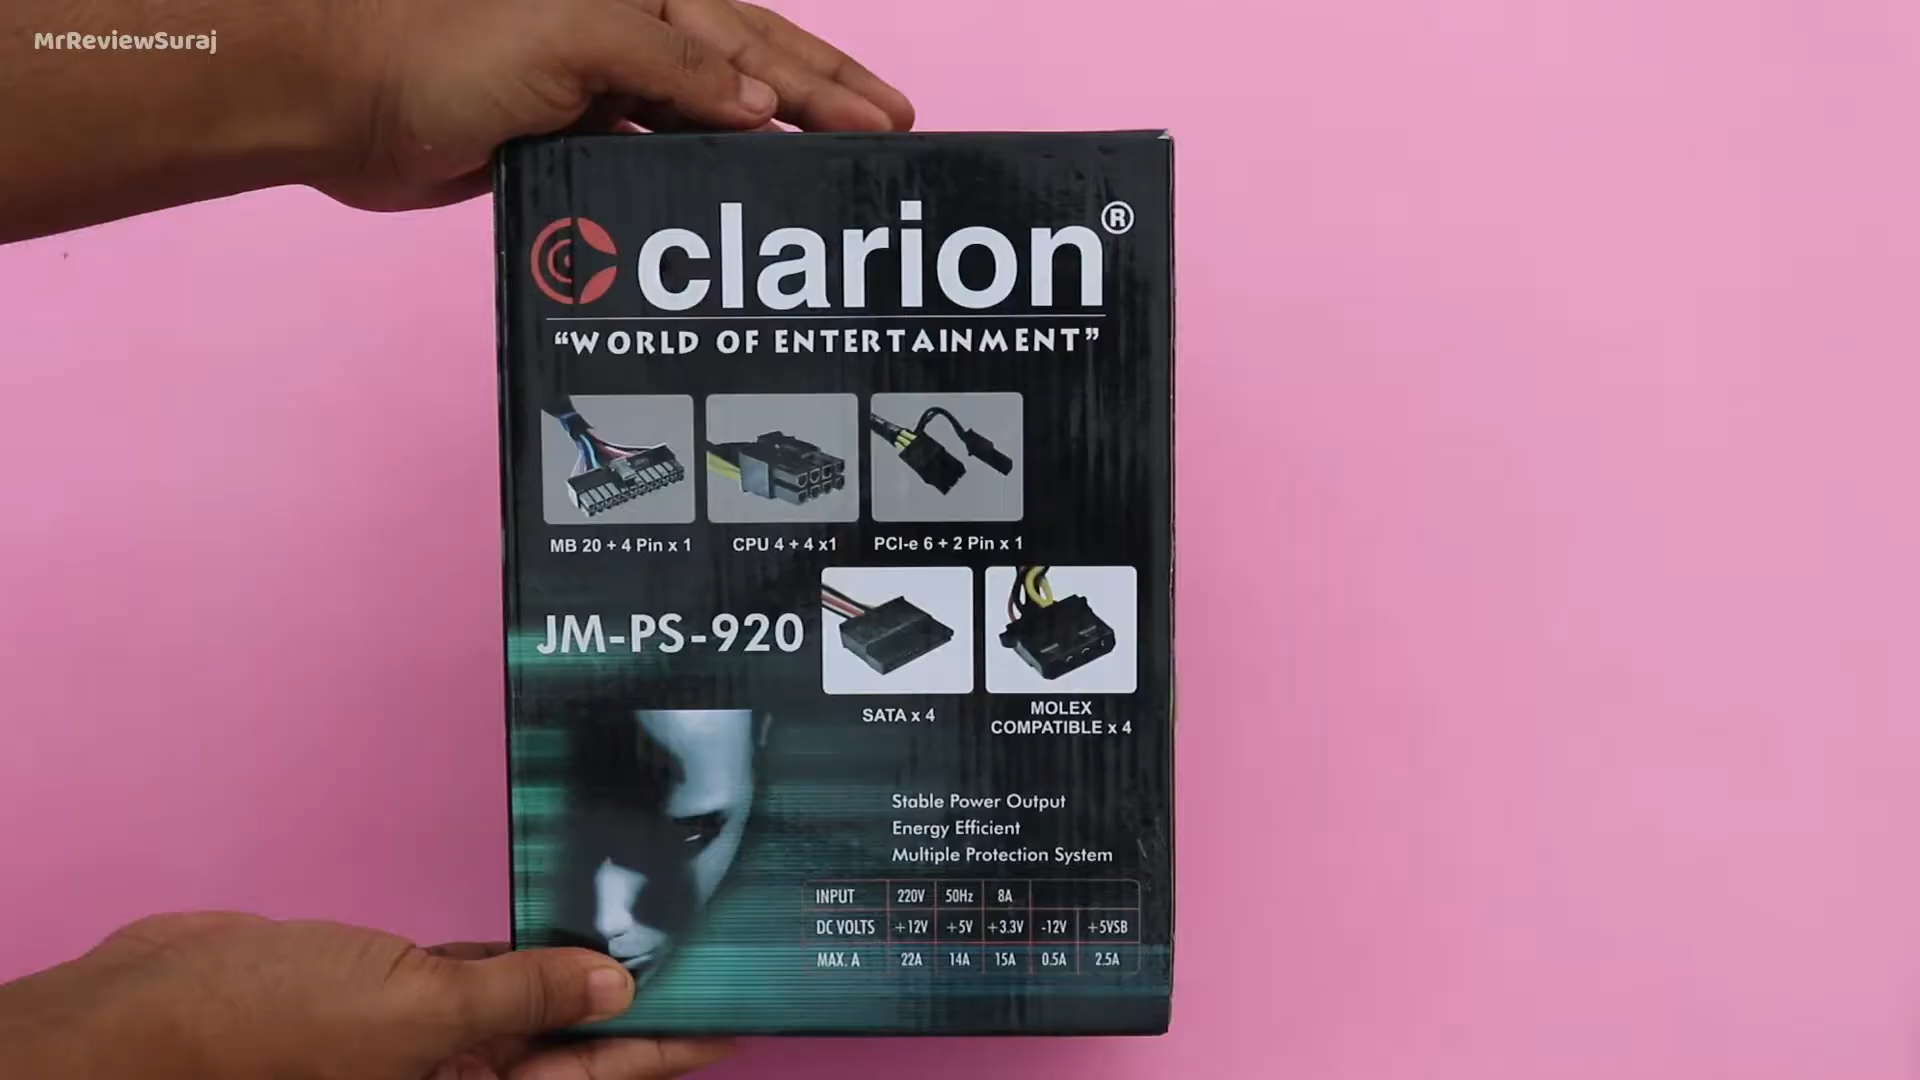 MrReviewSuraj
clarion®
“WORLD OF ENTERTAINMENT”
MB 20 + 4 Pin x 1
CPU 4 + 4 x1
PCI-e 6 + 2 Pin x 1
JM-PS-920
SATA x 4
MOLEX
COMPATIBLE x 4
Stable Power Output
Energy Efficient
Multiple Protection System
INPUT 220V 50Hz 8A
DC VOLTS +12V +5V +3.3V -12V +5VSB
MAX. A 22A 14A 15A 0.5A 2.5A